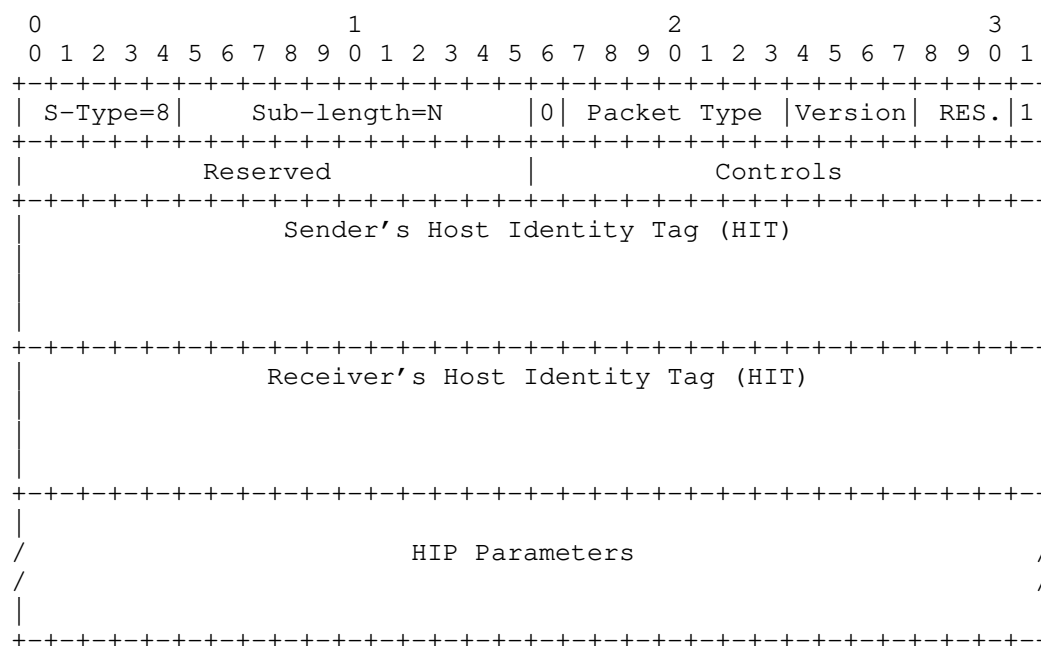 0                   1                   2                   3
 0 1 2 3 4 5 6 7 8 9 0 1 2 3 4 5 6 7 8 9 0 1 2 3 4 5 6 7 8 9 0 1
+-+-+-+-+-+-+-+-+-+-+-+-+-+-+-+-+-+-+-+-+-+-+-+-+-+-+-+-+-+-+-+--
| S-Type=8|    Sub-length=N     |0| Packet Type |Version| RES.|1
+-+-+-+-+-+-+-+-+-+-+-+-+-+-+-+-+-+-+-+-+-+-+-+-+-+-+-+-+-+-+-+--
|           Reserved            |           Controls
+-+-+-+-+-+-+-+-+-+-+-+-+-+-+-+-+-+-+-+-+-+-+-+-+-+-+-+-+-+-+-+--
|                Sender's Host Identity Tag (HIT)
|
|
|
+-+-+-+-+-+-+-+-+-+-+-+-+-+-+-+-+-+-+-+-+-+-+-+-+-+-+-+-+-+-+-+--
|               Receiver's Host Identity Tag (HIT)
|
|
|
+-+-+-+-+-+-+-+-+-+-+-+-+-+-+-+-+-+-+-+-+-+-+-+-+-+-+-+-+-+-+-+--
|
/                        HIP Parameters                         /
/                                                               /
|
+-+-+-+-+-+-+-+-+-+-+-+-+-+-+-+-+-+-+-+-+-+-+-+-+-+-+-+-+-+-+-+--